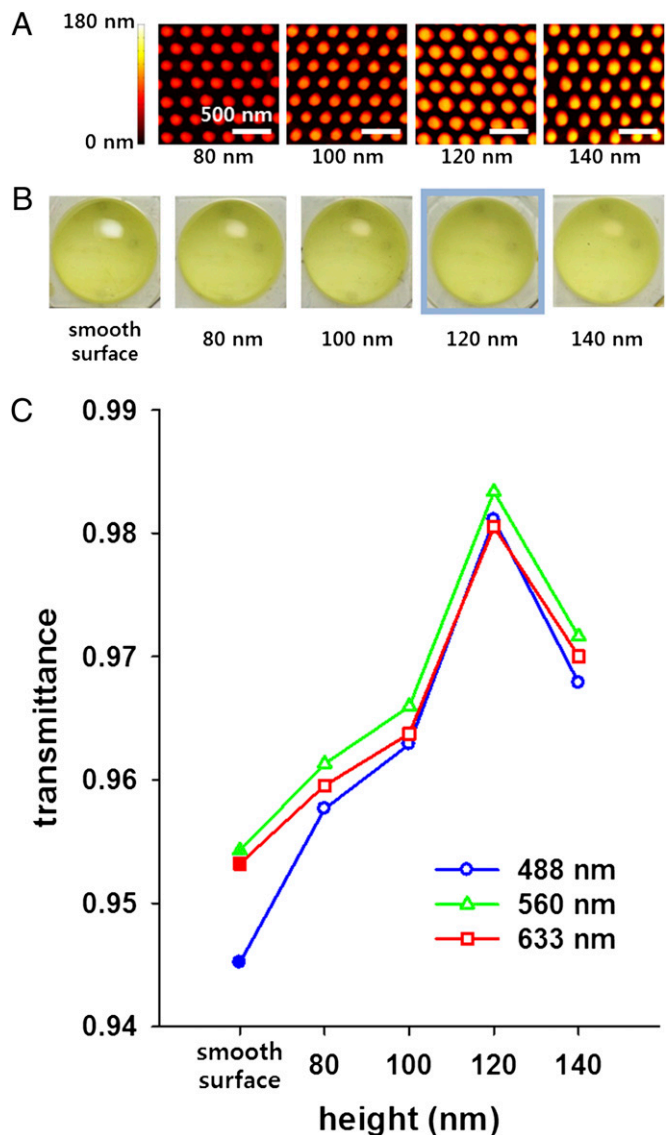 A
180 nm
0 nm
500 nm
80 nm
100 nm
120 nm
140 nm
B
smooth
surface
80 nm
100 nm
120 nm
140 nm
C
0.99
0.98
0.97
0.96
0.95
0.94
transmittance
488 nm
560 nm
633 nm
smooth
surface
80
100
120
140
height (nm)